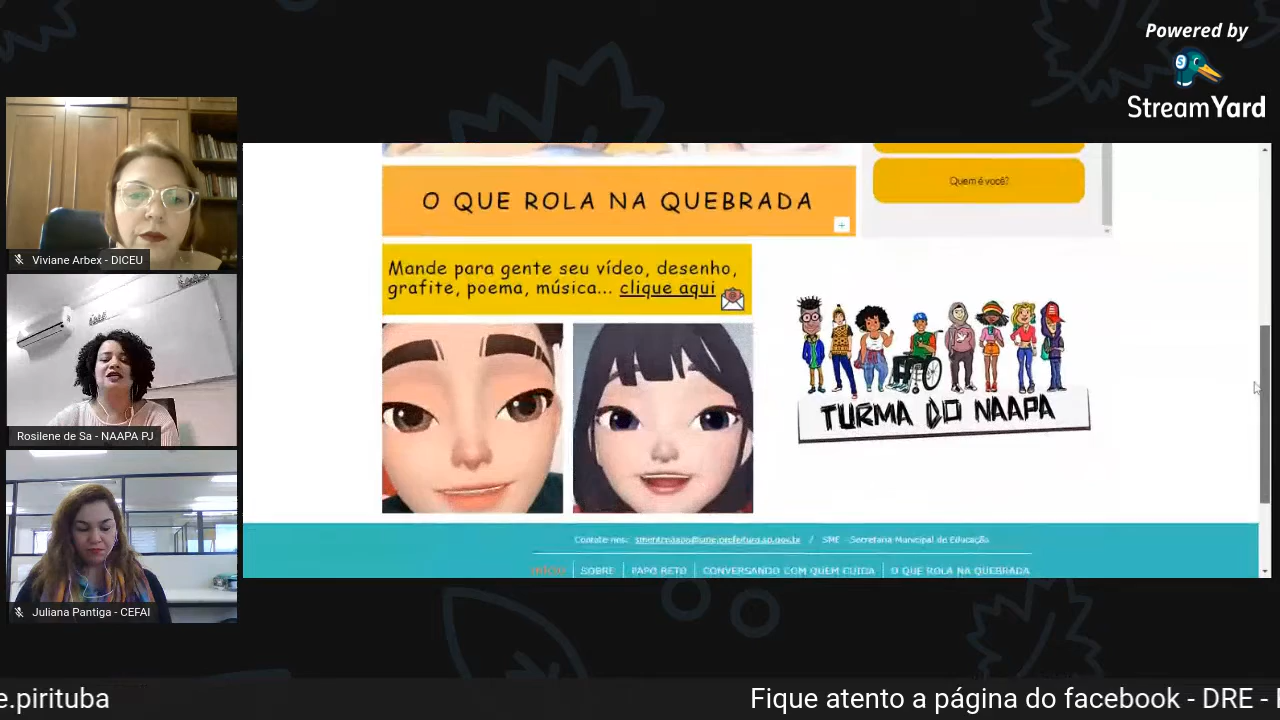 Powered by
StreamYard
Viviane Arbex - DICEU
Rosilene de Sa - NAAPA PJ
Juliana Pantiga - CEFAI
O QUE ROLA NA QUEBRADA
Quem é você?
Mande para gente seu vídeo, desenho,
grafite, poema, música... clique aqui
TURMA DO NAAPA
Contate-nos: / SME - Secretaria Municipal de Educação
INÍCIO | SOBRE | PAPO RETO | CONVERSANDO COM QUEM CUIDA | O QUE ROLA NA QUEBRADA
e.pirituba Fique atento a página do facebook - DRE -